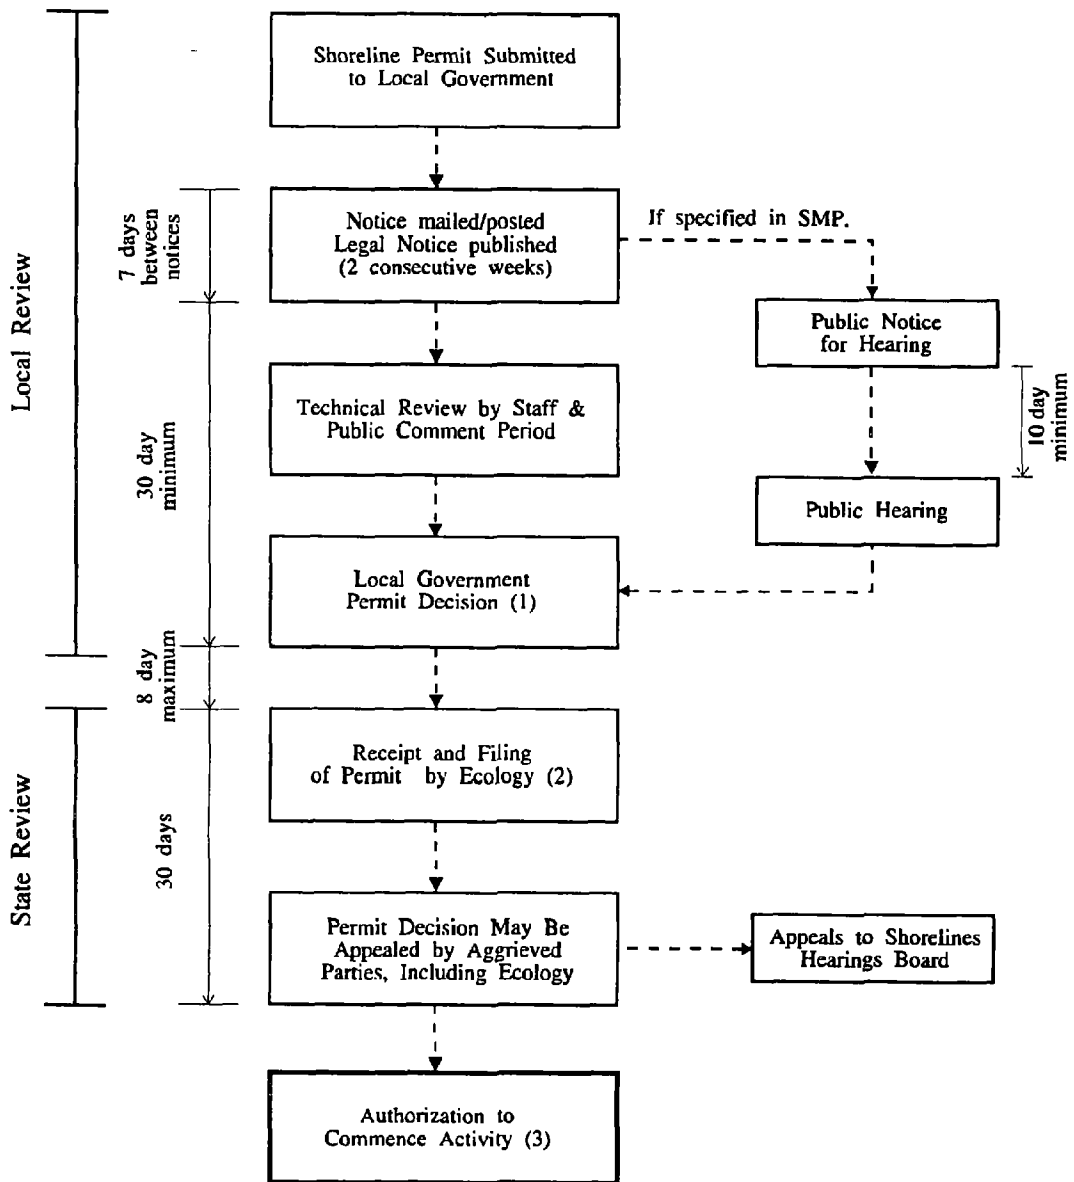 Shoreline Permit Submitted
to Local Government
Local Review
7 days
between
notices
Notice mailed/posted
Legal Notice published
(2 consecutive weeks)
If specified in SMP.
Public Notice
for Hearing
10 day
minimum
30 day
minimum
Technical Review by Staff &
Public Comment Period
Public Hearing
Local Government
Permit Decision (1)
8 day
maximum
State Review
30 days
Receipt and Filing
of Permit by Ecology (2)
Permit Decision May Be
Appealed by Aggrieved
Parties, Including Ecology
Appeals to Shorelines
Hearings Board
Authorization to
Commence Activity (3)